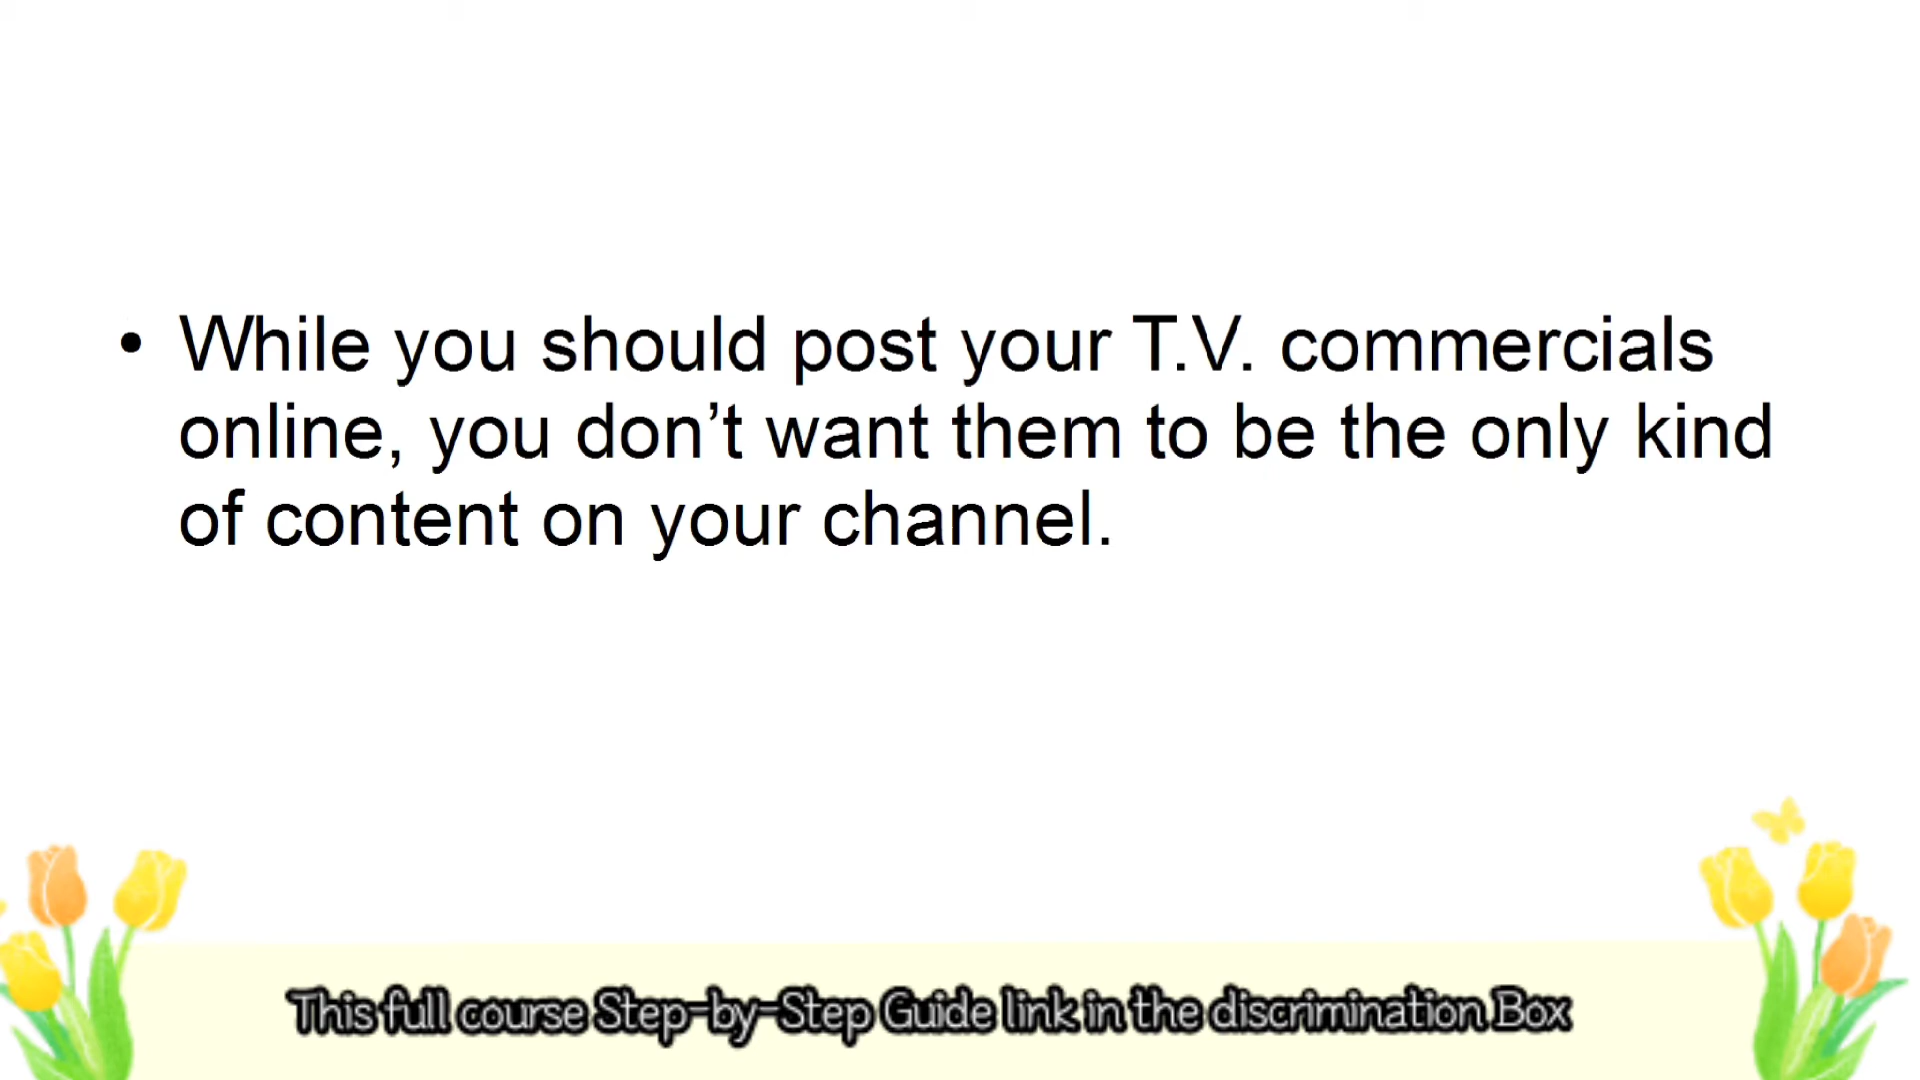 • While you should post your T.V. commercials
online, you don’t want them to be the only kind
of content on your channel.
This full course Step-by-Step Guide link in the discrimination Box